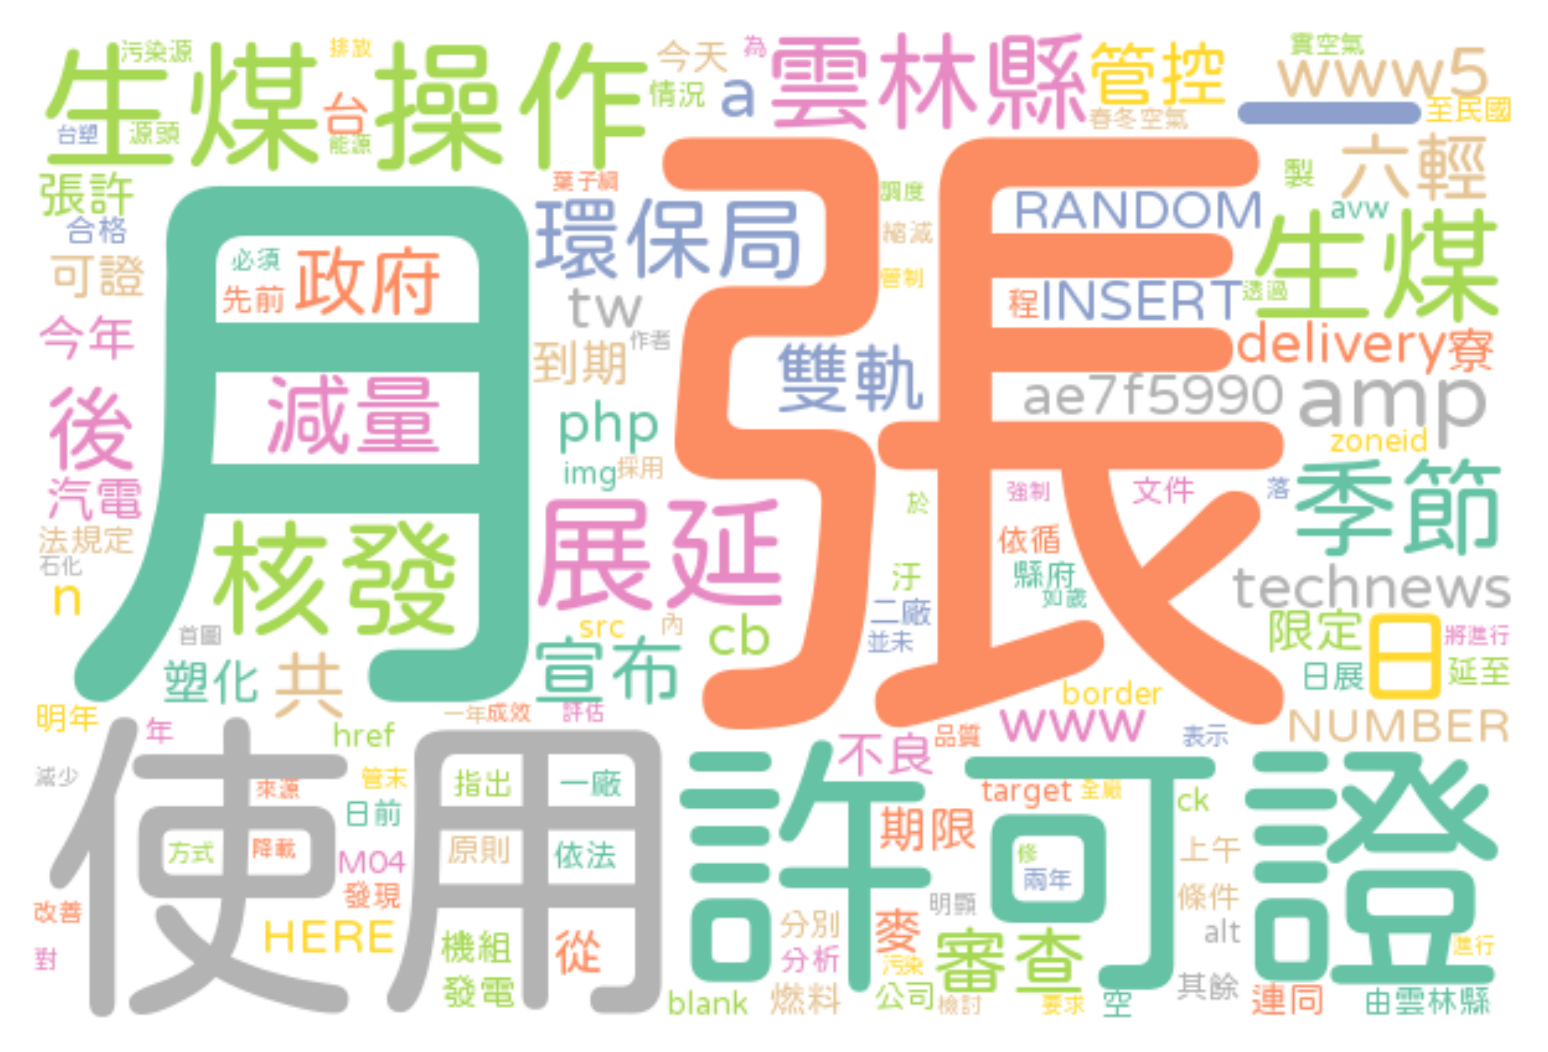 污染源
排放
生煤操作
台
台塑
源頭
能源
今天
為
情況
a
雲林縣
管控
春冬空氣
實空氣
www5
至民國
張許
合格
可證
今年
後
汽電
法規定
石化
n
月
必須
先前
政府
減量
核發
首圖
塑化
共
葉子綱
環保局
tw
作者
到期
php
img
採用
展延
src
內
cb
宣布
張
調度
縮減
管制
雙軌
RANDOM
程
INSERT
透過
製
六輕
avw
生煤
delivery
寮
ae7f5990
amp
zoneid
強制
文件
落
季節
於
依循
汙
縣府
如歲
二廠
並未
technews
限定
日
將進行
日展
延至
border
NUMBER
明年
年
href
一年
成效
評估
www
品質
表示
不良
減少
使用
來源
管末
日前
方式
降載
M04
發現
改善
對
HERE
指出
一廠
原則
依法
機組
發電
從
許可證
target
全廠
ck
期限
修
兩年
上午
條件
明顯
alt
分別
麥
分析
污染
審查
進行
blank
燃料
公司
檢討
要求
空
其餘
連同
由雲林縣